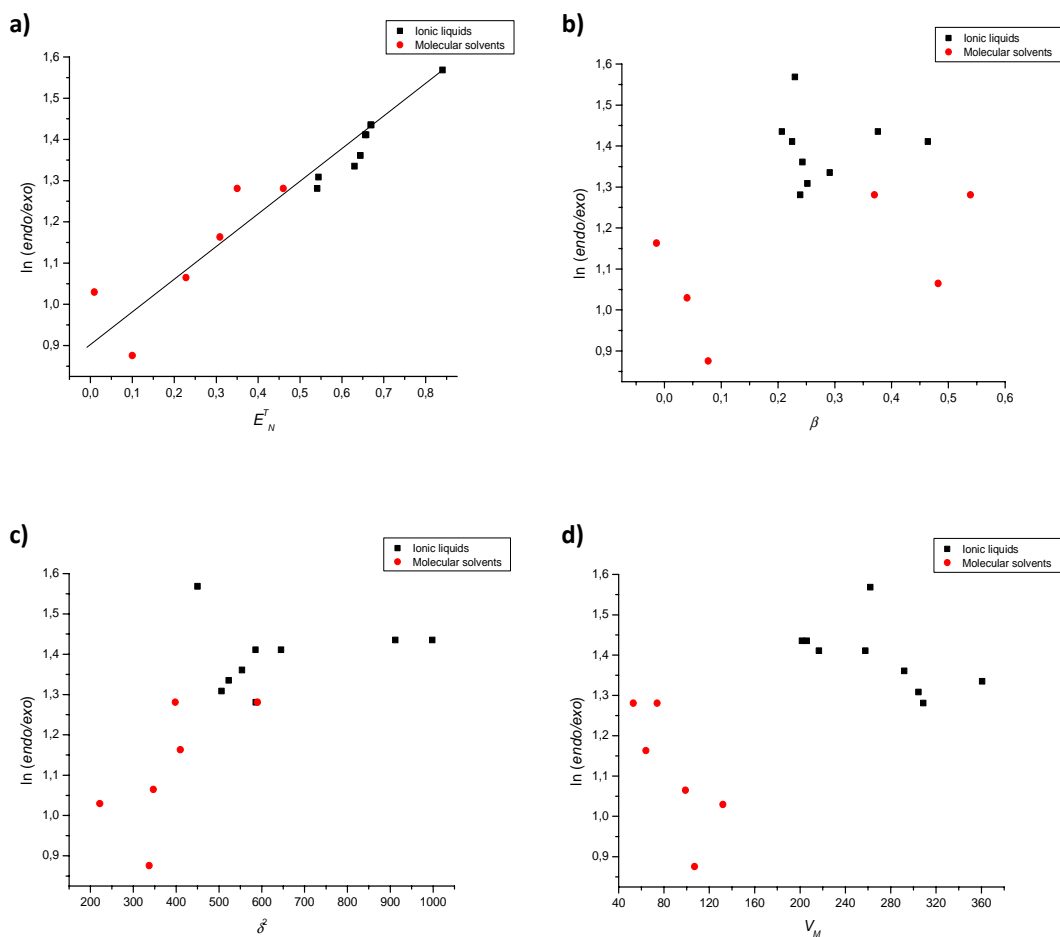 a)
Ionic liquids
Molecular solvents
1,6
1,5
1,4
1,3
1,2
1,1
1,0
0,9
ln (endo/exo)
0,0 0,1 0,2 0,3 0,4 0,5 0,6 0,7 0,8
E^T_N
b)
Ionic liquids
Molecular solvents
1,6
1,5
1,4
1,3
1,2
1,1
1,0
0,9
ln (endo/exo)
0,0 0,1 0,2 0,3 0,4 0,5 0,6
β
c)
Ionic liquids
Molecular solvents
1,6
1,5
1,4
1,3
1,2
1,1
1,0
0,9
ln (endo/exo)
200 300 400 500 600 700 800 900 1000
δ²
d)
Ionic liquids
Molecular solvents
1,6
1,5
1,4
1,3
1,2
1,1
1,0
0,9
ln (endo/exo)
40 80 120 160 200 240 280 320 360
V_M